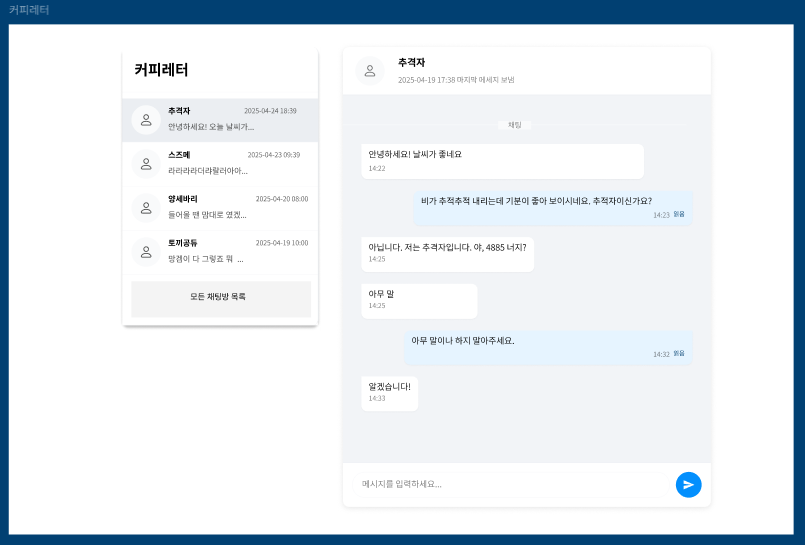 커피레터
커피레터
추격자
2025-04-24 18:39
안녕하세요! 오늘 날씨가...
스즈메
2025-04-23 09:39
라라라라더라랄러아아...
양세바리
2025-04-20 08:00
들어올 땐 맘대로 였겠...
토끼공듀
2025-04-19 10:00
망겜이 다 그렇죠 뭐 ...
모든 채팅방 목록
추격자
2025-04-19 17:38 마지막 메세지 보냄
채팅
안녕하세요! 날씨가 좋네요
14:22
비가 추적추적 내리는데 기분이 좋아 보이시네요. 추적자이신가요?
14:23 읽음
아닙니다. 저는 추격자입니다. 야, 4885 너지?
14:25
아무 말
14:25
아무 말이나 하지 말아주세요.
14:32 읽음
알겠습니다!
14:33
메시지를 입력하세요...